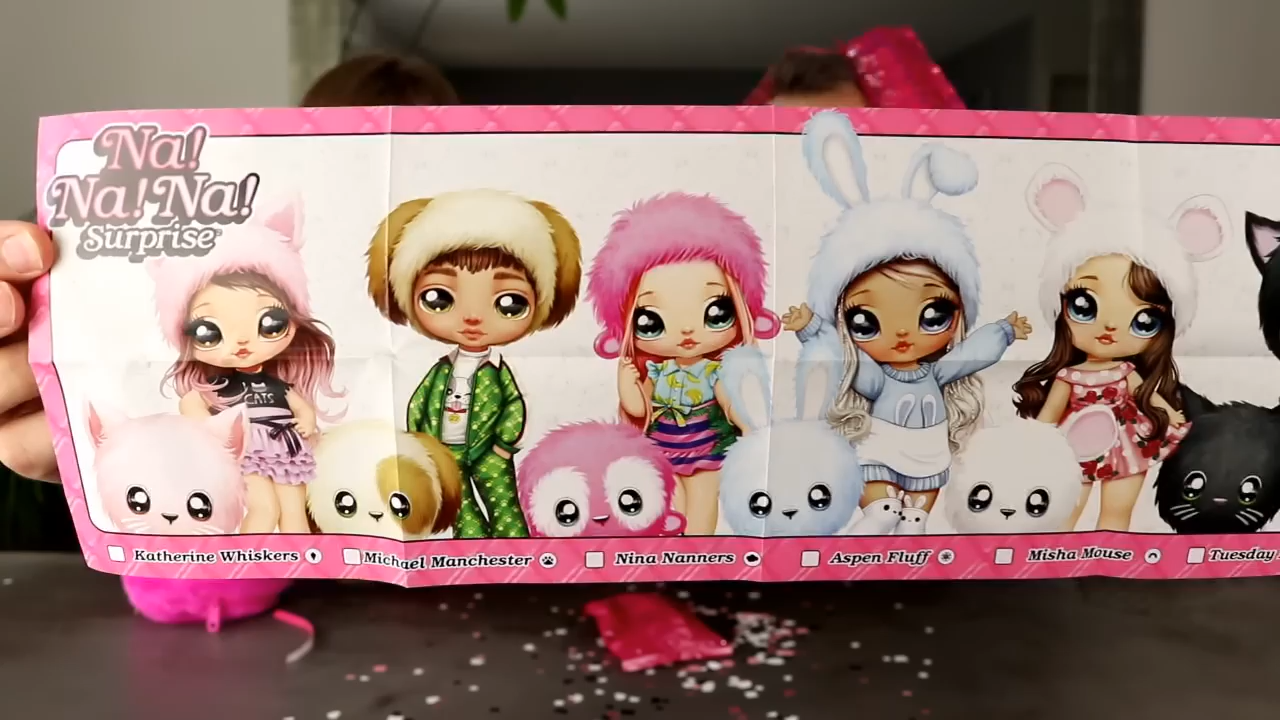 Na!
Na! Na!
Surprise
CATS
Katherine Whiskers
Michael Manchester
Nina Nanners
Aspen Fluff
Misha Mouse
Tuesday